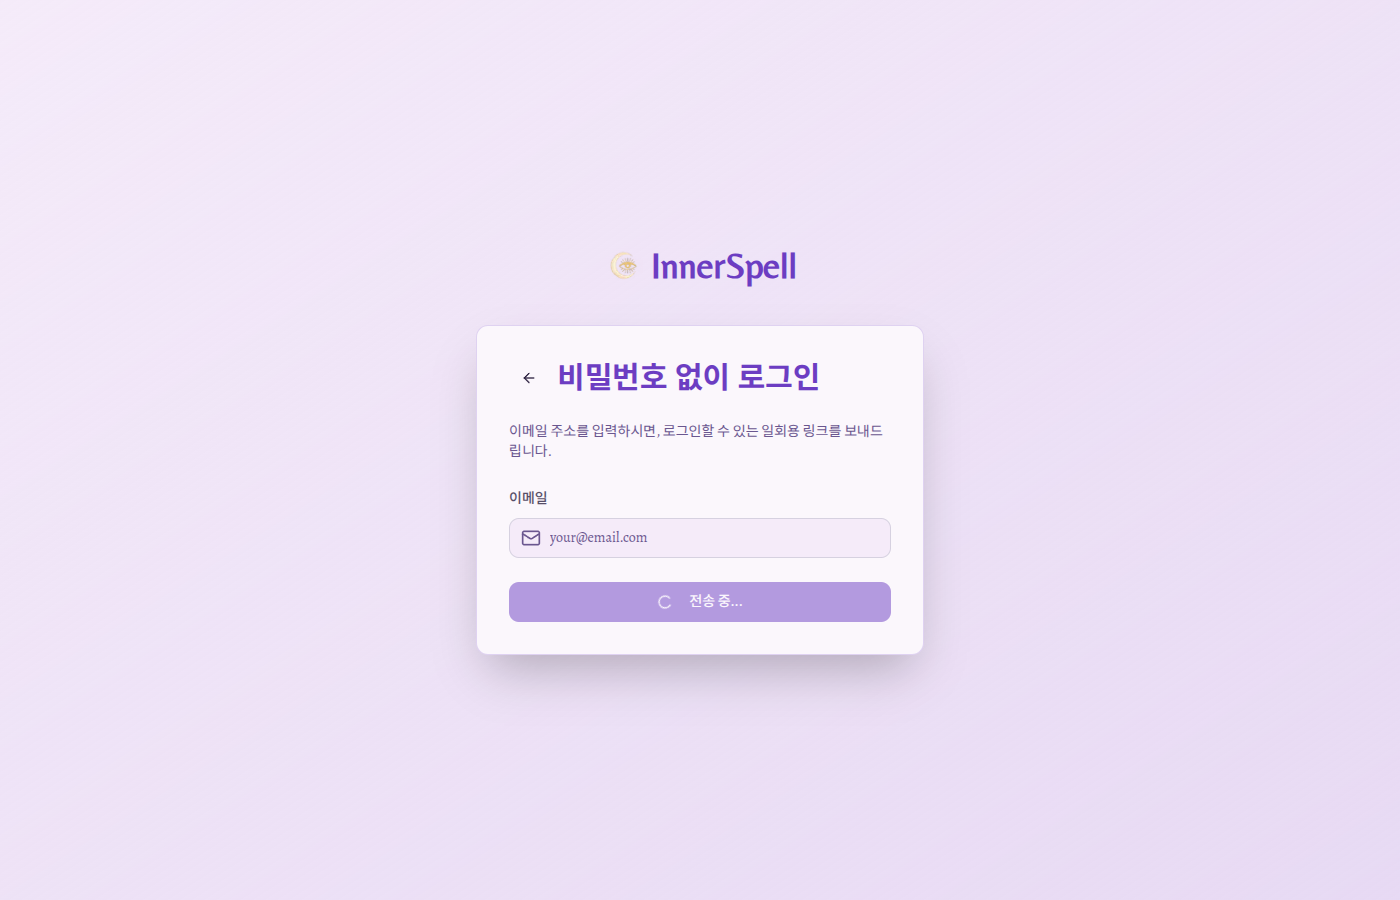 InnerSpell
비밀번호 없이 로그인
이메일 주소를 입력하시면, 로그인할 수 있는 일회용 링크를 보내드
립니다.
이메일
your@email.com
전송 중...